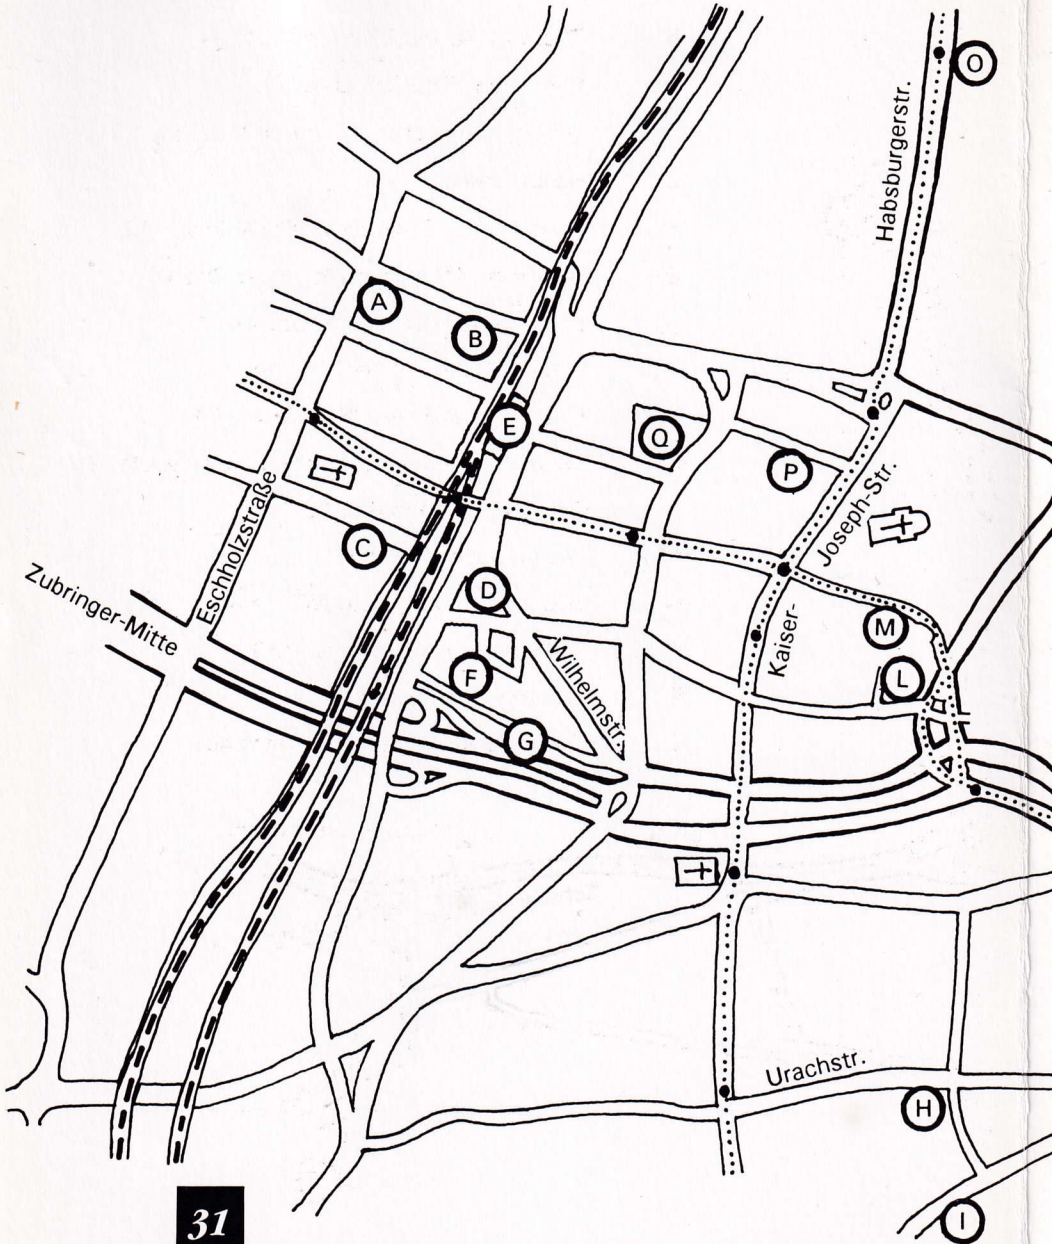 O
Habsburgerstr.
A
B
E
Q
P
Joseph-Str.
Eschholzstraße
C
Zubringer-Mitte
D
Wilhelmstr.
Kaiser-
M
F
L
G
Urachstr.
H
I
31